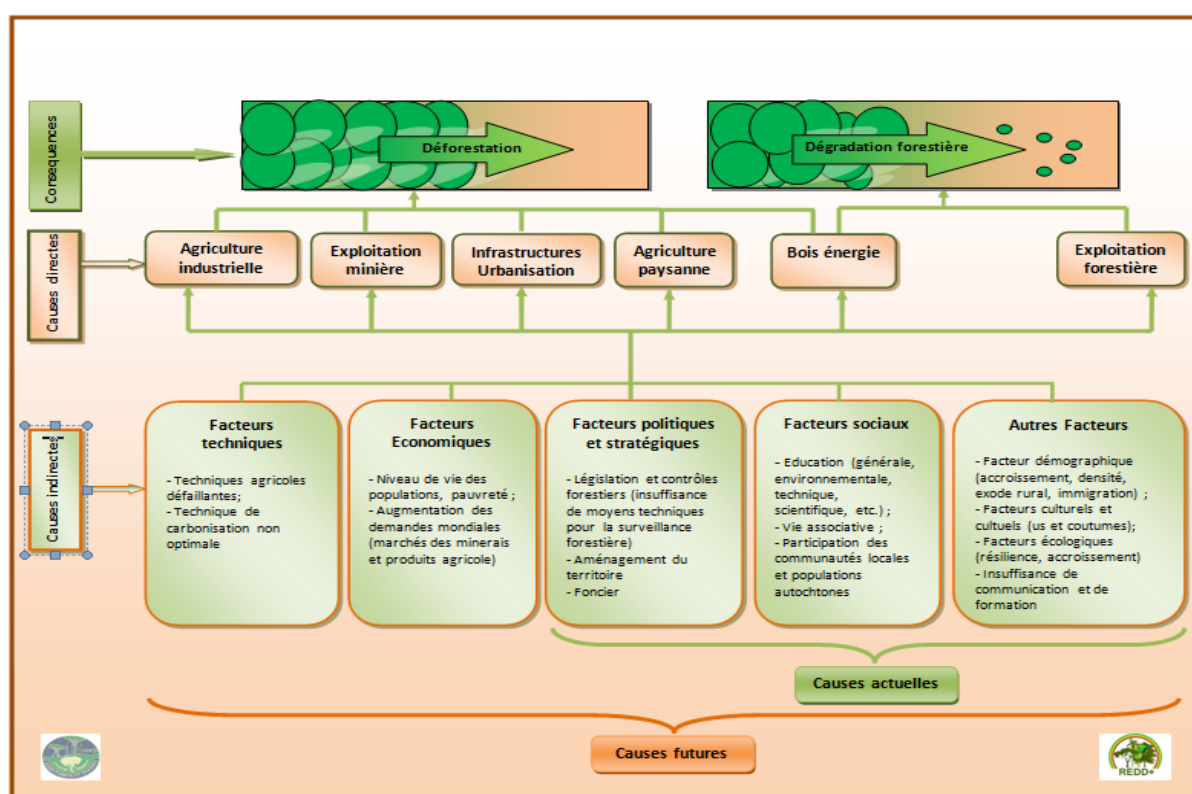 Consequences
Déforestation
Dégradation forestière
Causes directes
Agriculture
industrielle
Exploitation
minière
Infrastructures
Urbanisation
Agriculture
paysanne
Bois énergie
Exploitation
forestière
Causes indirectes
Facteurs
techniques
- Techniques agricoles
défaillantes;
- Technique de
carbonisation non
optimale
Facteurs
Economiques
- Niveau de vie des
populations, pauvreté ;
- Augmentation des
demandes mondiales
(marchés des minerais
et produits agricole)
Facteurs politiques
et stratégiques
- Législation et contrôles
forestiers (insuffisance
de moyens techniques
pour la surveillance
forestière)
- Aménagement du
territoire
- Foncier
Facteurs sociaux
- Education (générale,
environnementale,
technique,
scientifique, etc.) ;
- Vie associative ;
- Participation des
communautés locales
et populations
autochtones
Autres Facteurs
- Facteur démographique
(accroissement, densité,
exode rural, immigration) ;
- Facteurs culturels et
cultuels (us et coutumes);
- Facteurs écologiques
(résilience, accroissement)
- Insuffisance de
communication et de
formation
Causes actuelles
Causes futures
REDD+